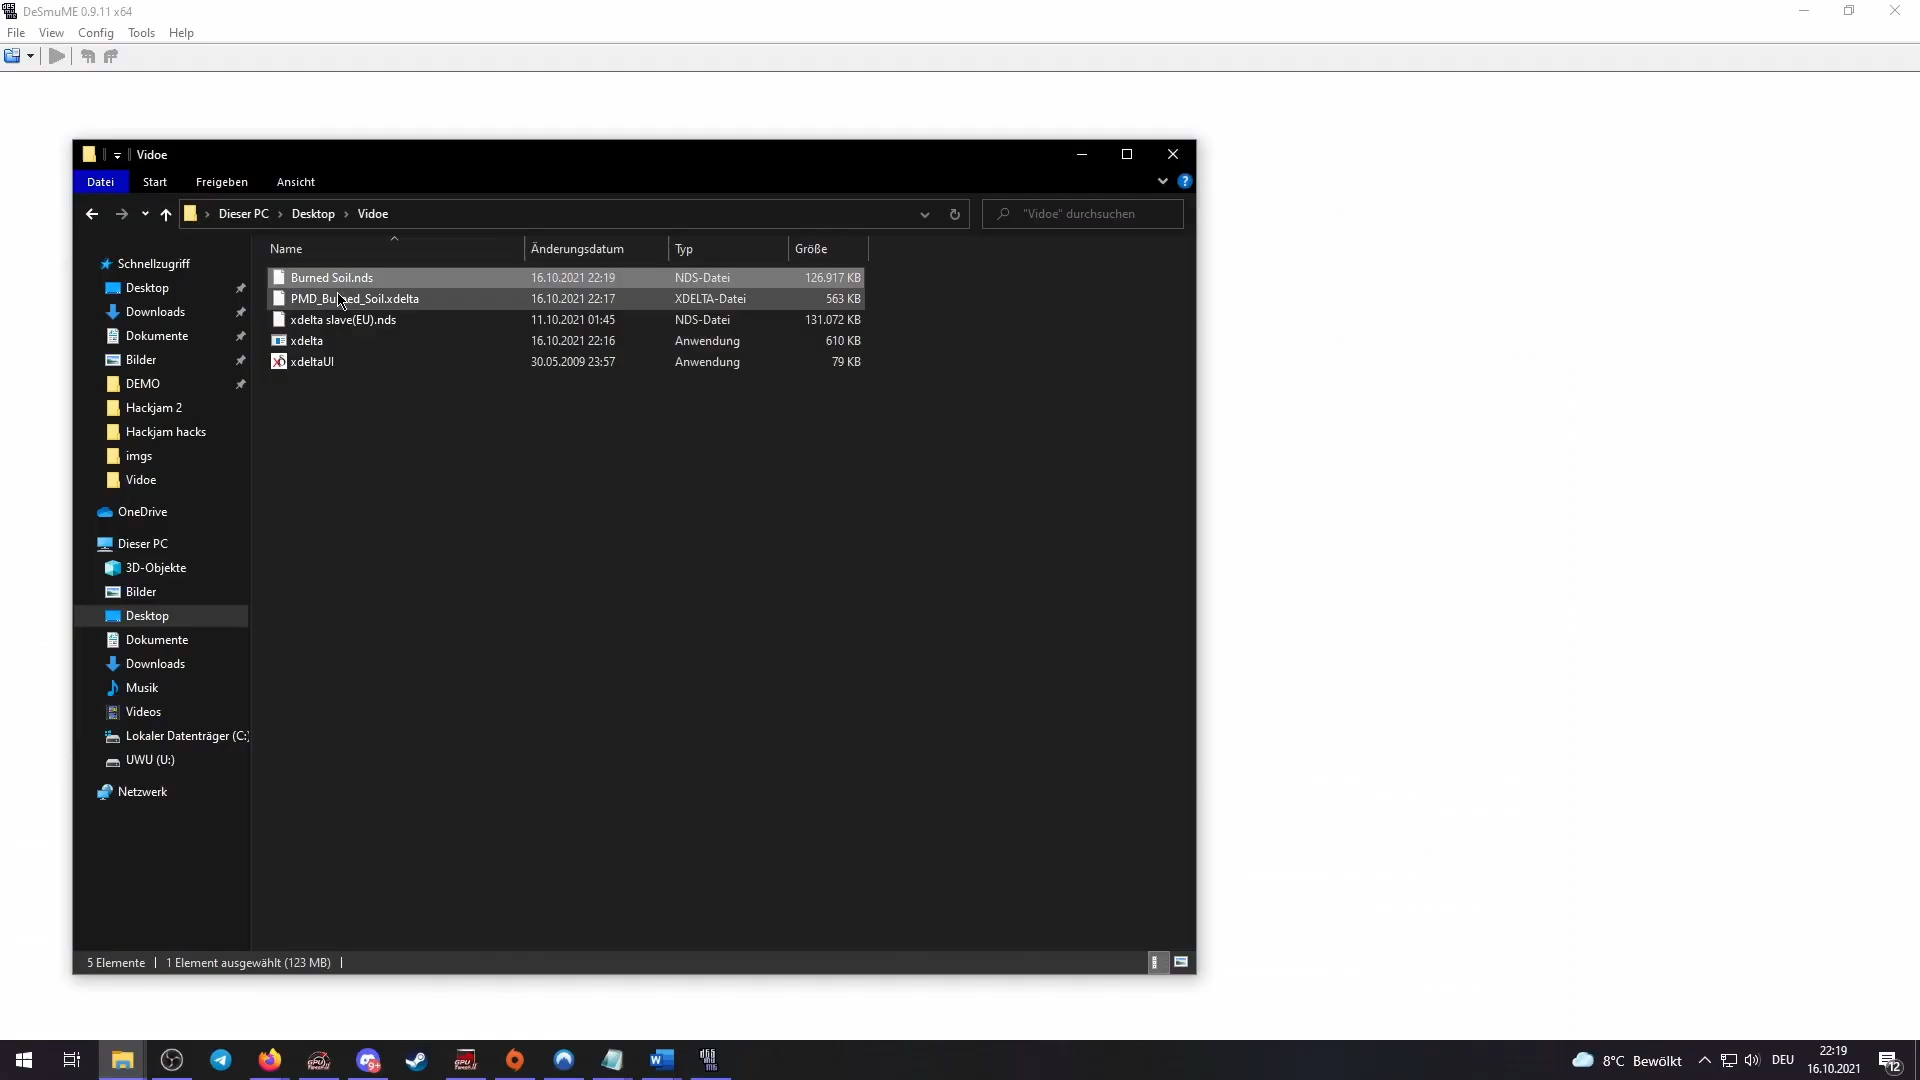 DeSmuME 0.9.11 x64
File View Config Tools Help
Vidoe
Datei Start Freigeben Ansicht
Dieser PC Desktop Vidoe
"Vidoe" durchsuchen
Name Änderungsdatum Typ Größe
Burned Soil.nds 16.10.2021 22:19 NDS-Datei 126.917 KB
PMD_Burned_Soil.xdelta 16.10.2021 22:17 XDELTA-Datei 563 KB
xdelta slave(EU).nds 11.10.2021 01:45 NDS-Datei 131.072 KB
xdelta 16.10.2021 22:16 Anwendung 610 KB
xdeltaUI 30.05.2009 23:57 Anwendung 79 KB
Schnellzugriff
Desktop
Downloads
Dokumente
Bilder
DEMO
Hackjam 2
Hackjam hacks
imgs
Vidoe
OneDrive
Dieser PC
3D-Objekte
Bilder
Desktop
Dokumente
Downloads
Musik
Videos
Lokaler Datenträger (C:)
UWU (U:)
Netzwerk
5 Elemente 1 Element ausgewählt (123 MB)
8°C Bewölkt DEU 22:19
16.10.2021
12